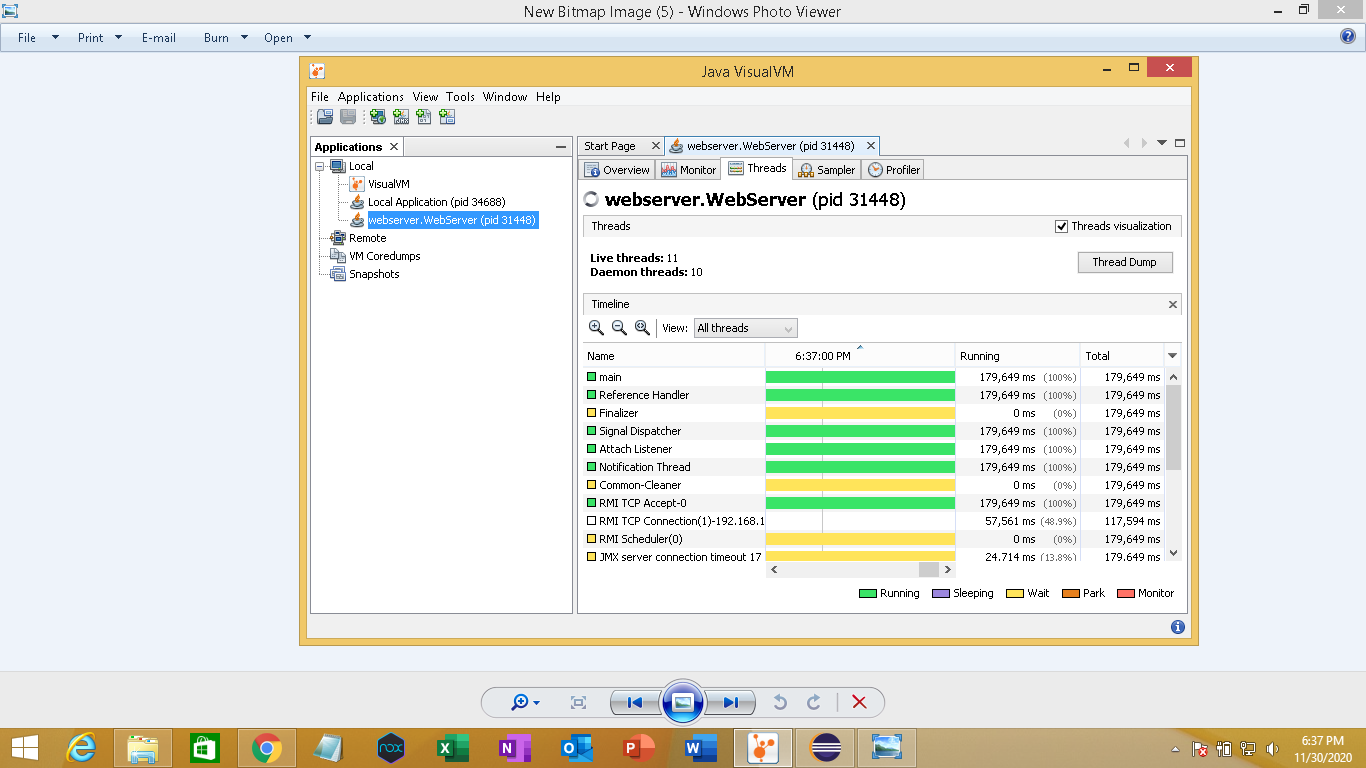 New Bitmap Image (5) - Windows Photo Viewer
File Print E-mail Burn Open
Java VisualVM
File Applications View Tools Window Help
Applications
Local
VisualVM
Local Application (pid 34688)
webserver.WebServer (pid 31448)
Remote
VM Coredumps
Snapshots
Start Page webserver.WebServer (pid 31448)
Overview Monitor Threads Sampler Profiler
webserver.WebServer (pid 31448)
Threads Threads visualization
Live threads: 11
Daemon threads: 10
Thread Dump
Timeline
View: All threads
Name 6:37:00 PM Running Total
main 179,649 ms (100%) 179,649 ms
Reference Handler 179,649 ms (100%) 179,649 ms
Finalizer 0 ms (0%) 179,649 ms
Signal Dispatcher 179,649 ms (100%) 179,649 ms
Attach Listener 179,649 ms (100%) 179,649 ms
Notification Thread 179,649 ms (100%) 179,649 ms
Common-Cleaner 0 ms (0%) 179,649 ms
RMI TCP Accept-0 179,649 ms (100%) 179,649 ms
RMI TCP Connection(1)-192.168.1 57,561 ms (48.9%) 117,594 ms
RMI Scheduler(0) 0 ms (0%) 179,649 ms
JMX server connection timeout 17 24,714 ms (13.8%) 179,649 ms
Running Sleeping Wait Park Monitor
nox
6:37 PM
11/30/2020